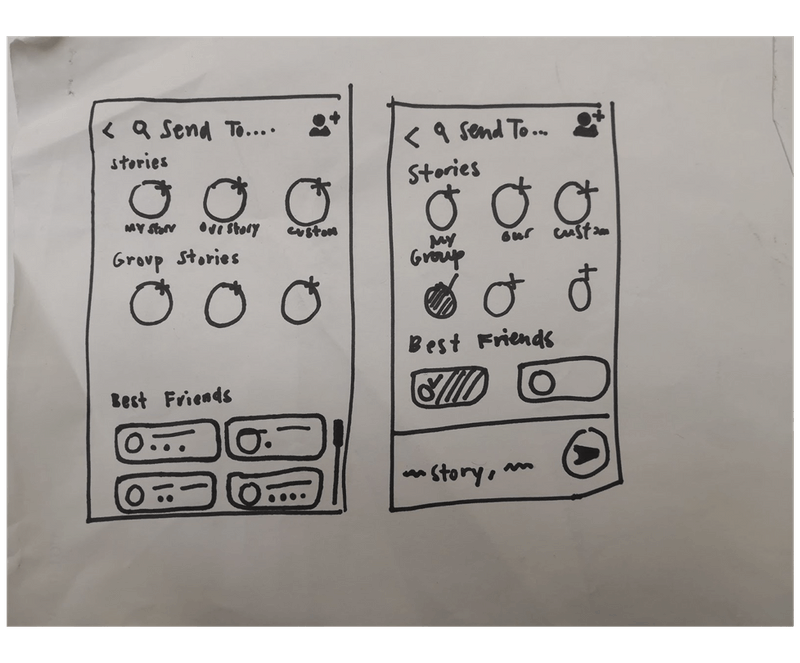 < Send To....
Stories
My Story Our Story Custom
Group Stories
Best Friends
< Send To...
Stories
My Our Custom
Group
Best Friends
Story,